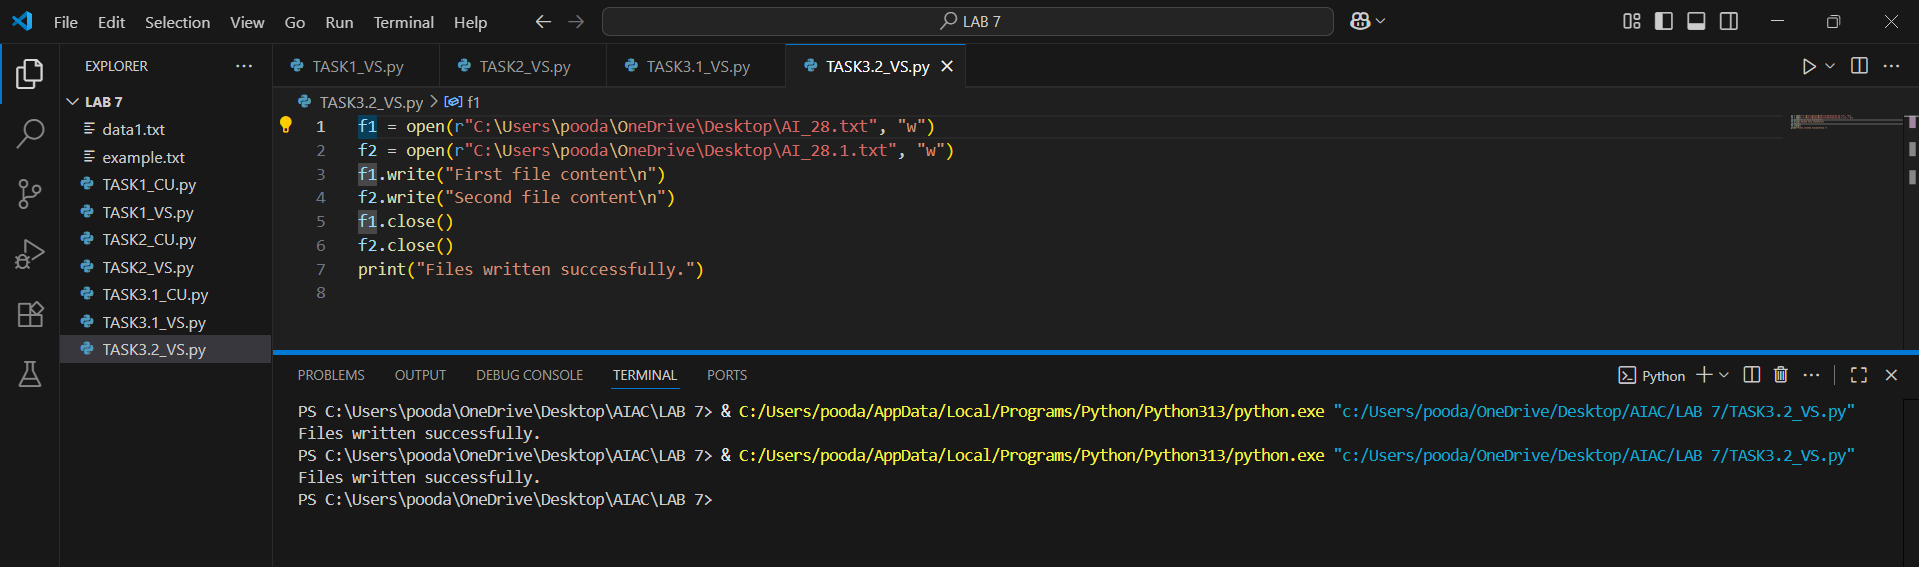 File Edit Selection View Go Run Terminal Help
LAB 7
EXPLORER
LAB 7
data1.txt
example.txt
TASK1_CU.py
TASK1_VS.py
TASK2_CU.py
TASK2_VS.py
TASK3.1_CU.py
TASK3.1_VS.py
TASK3.2_VS.py
TASK1_VS.py TASK2_VS.py TASK3.1_VS.py TASK3.2_VS.py
TASK3.2_VS.py > f1
1 f1 = open(r"C:\Users\pooda\OneDrive\Desktop\AI_28.txt", "w")
2 f2 = open(r"C:\Users\pooda\OneDrive\Desktop\AI_28.1.txt", "w")
3 f1.write("First file content\n")
4 f2.write("Second file content\n")
5 f1.close()
6 f2.close()
7 print("Files written successfully.")
8
PROBLEMS OUTPUT DEBUG CONSOLE TERMINAL PORTS
Python
PS C:\Users\pooda\OneDrive\Desktop\AIAC\LAB 7> & C:/Users/pooda/AppData/Local/Programs/Python/Python313/python.exe "c:/Users/pooda/OneDrive/Desktop/AIAC/LAB 7/TASK3.2_VS.py"
Files written successfully.
PS C:\Users\pooda\OneDrive\Desktop\AIAC\LAB 7> & C:/Users/pooda/AppData/Local/Programs/Python/Python313/python.exe "c:/Users/pooda/OneDrive/Desktop/AIAC/LAB 7/TASK3.2_VS.py"
Files written successfully.
PS C:\Users\pooda\OneDrive\Desktop\AIAC\LAB 7>